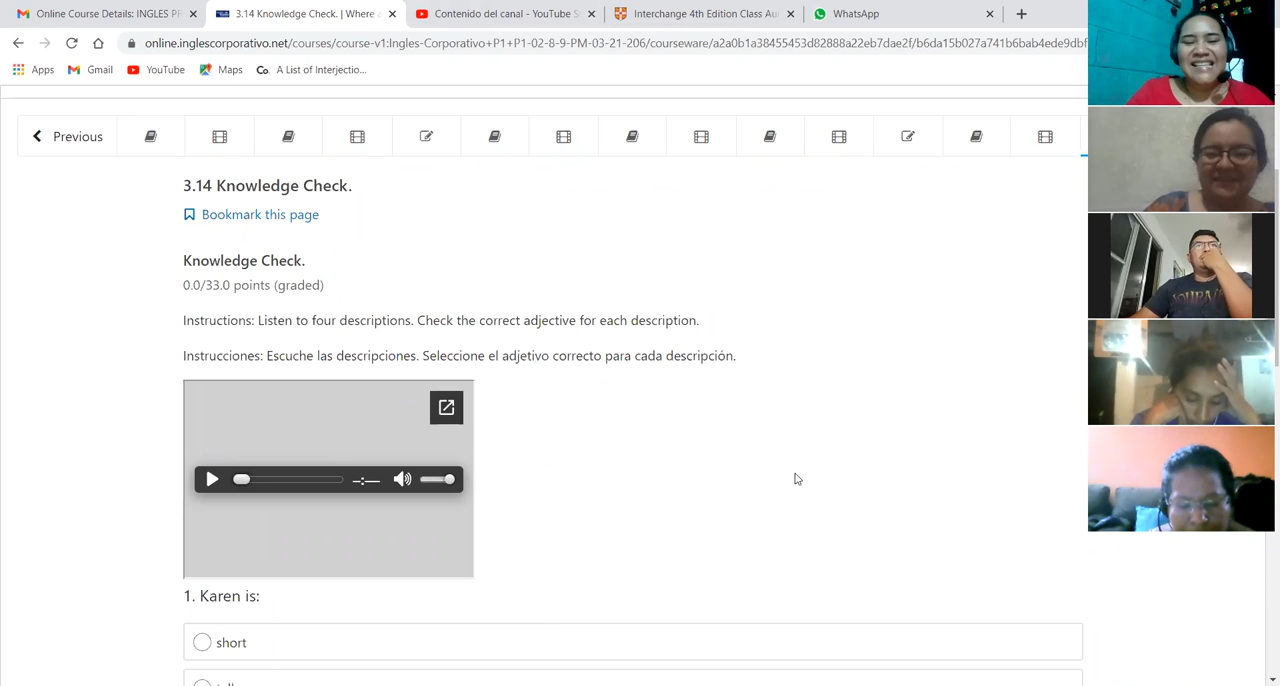 Online Course Details: INGLES PF
3.14 Knowledge Check. | Where a
Contenido del canal - YouTube S
Interchange 4th Edition Class Au
WhatsApp
online.inglescorporativo.net/courses/course-v1:Ingles-Corporativo+P1+P1-02-8-9-PM-03-21-206/courseware/a2a0b1a38455453d82888a22eb7dae2f/b6da15b027a741b6bab4ede9dbf
Apps
Gmail
YouTube
Maps
Co.
A List of Interjectio...
Previous
3.14 Knowledge Check.
Bookmark this page
Knowledge Check.
0.0/33.0 points (graded)
Instructions: Listen to four descriptions. Check the correct adjective for each description.
Instrucciones: Escuche las descripciones. Seleccione el adjetivo correcto para cada descripción.
-:--
1. Karen is:
short